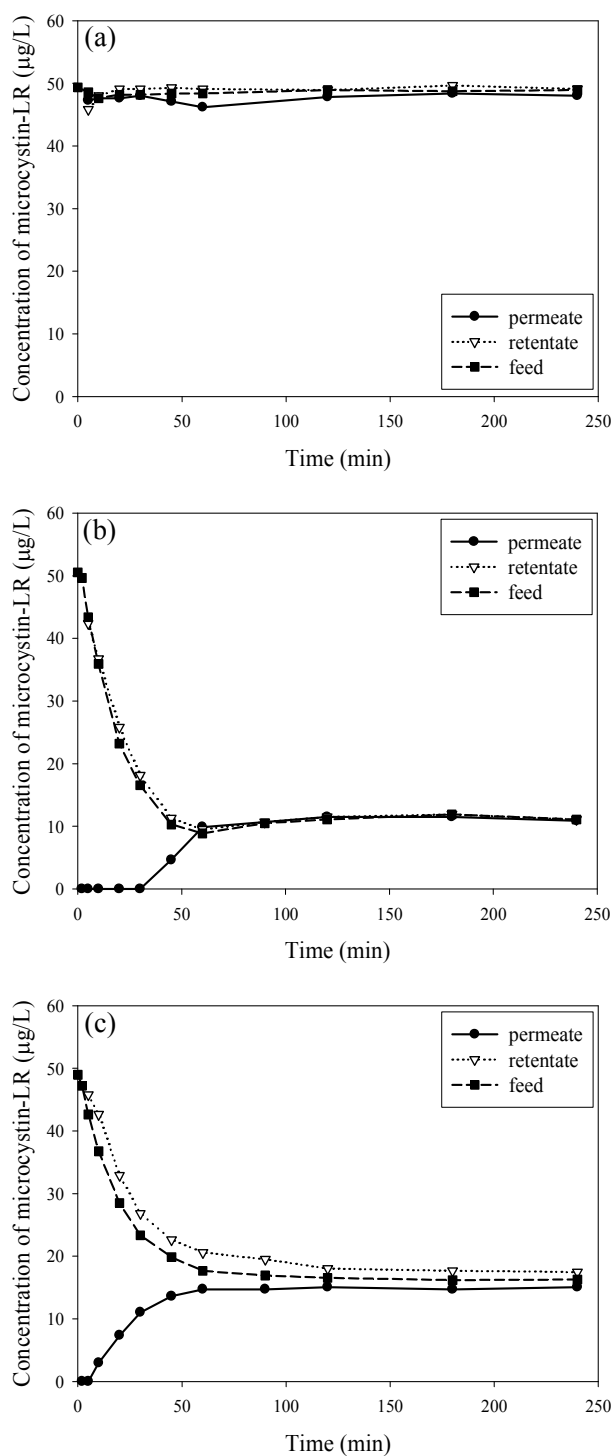 (a)
Concentration of microcystin-LR (µg/L)
60
50
40
30
20
10
0
permeate
retentate
feed
0 50 100 150 200 250
Time (min)
(b)
Concentration of microcystin-LR (µg/L)
60
50
40
30
20
10
0
permeate
retentate
feed
0 50 100 150 200 250
Time (min)
(c)
Concentration of microcystin-LR (µg/L)
60
50
40
30
20
10
0
permeate
retentate
feed
0 50 100 150 200 250
Time (min)